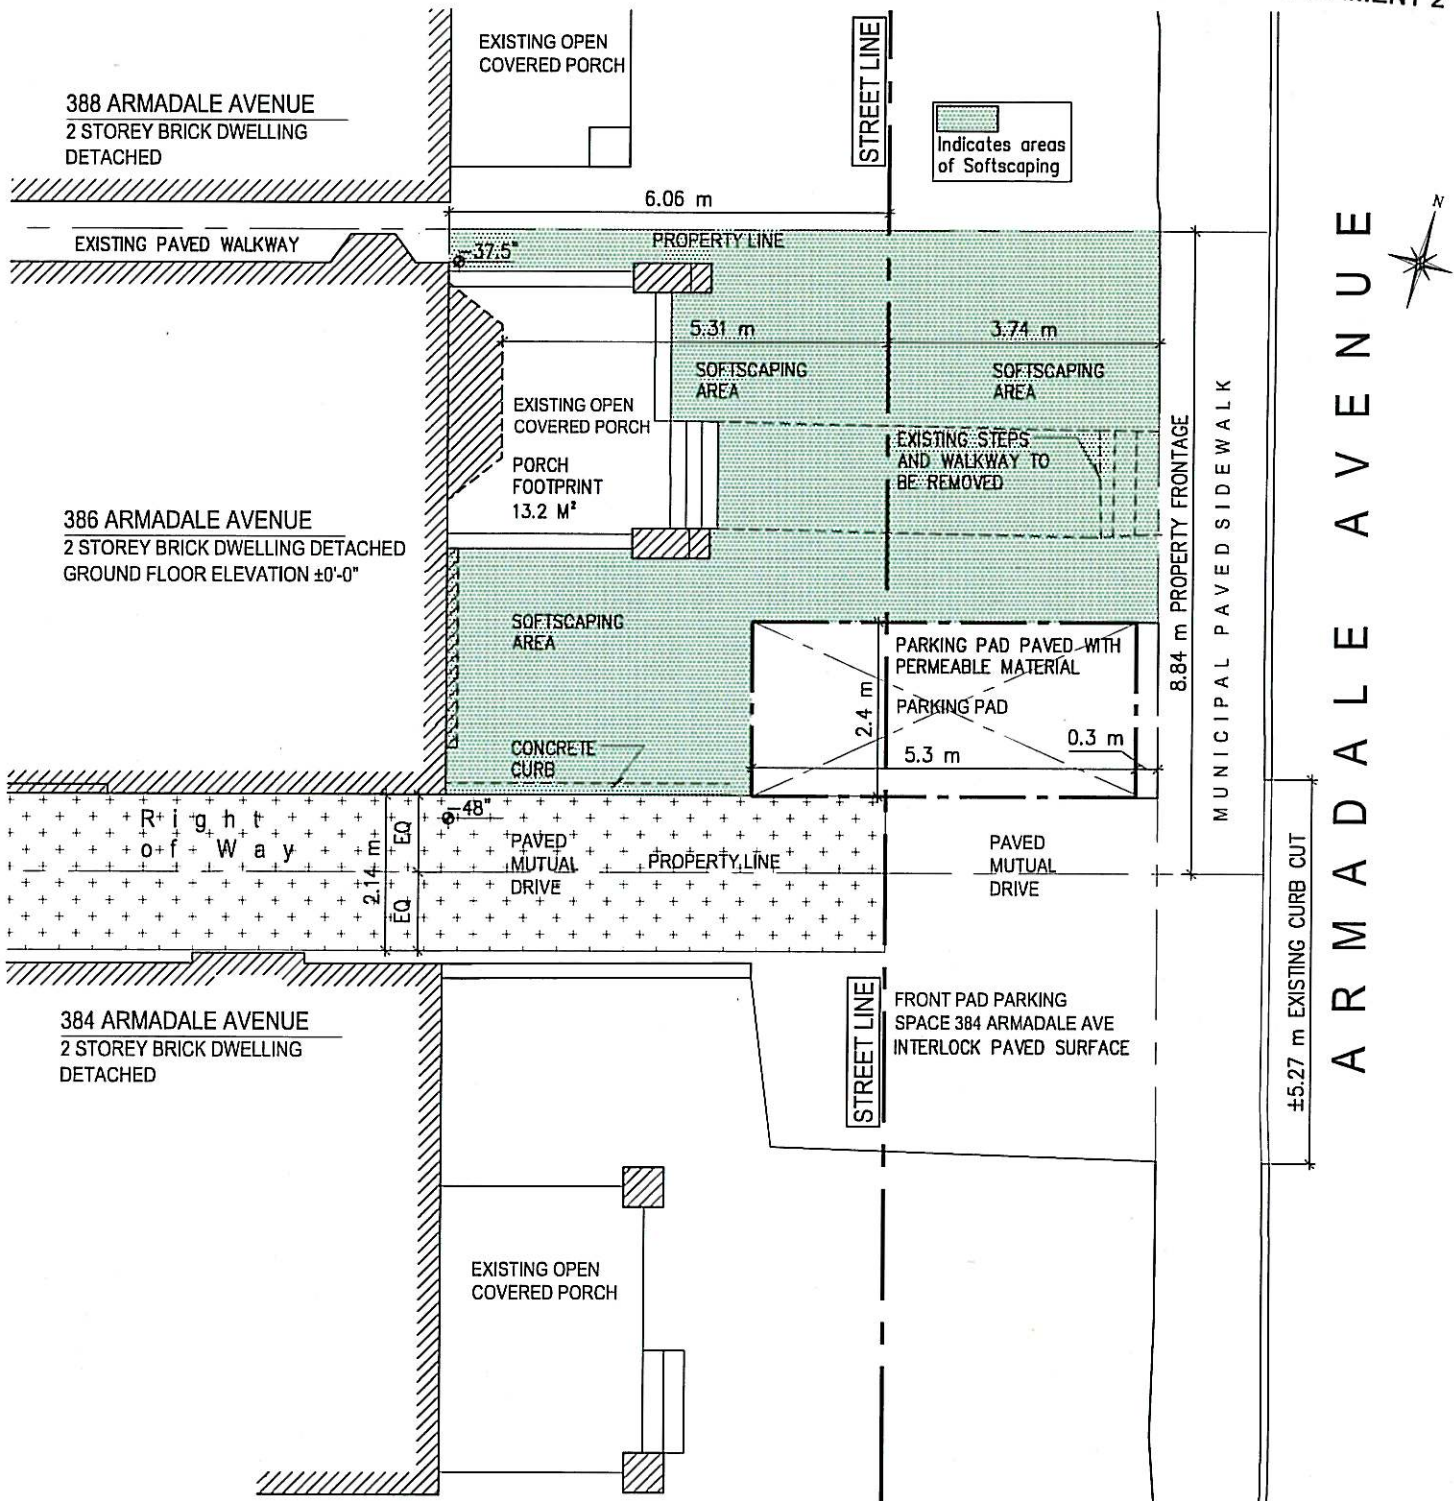 EXISTING OPEN
COVERED PORCH
STREET LINE
388 ARMADALE AVENUE
2 STOREY BRICK DWELLING
DETACHED
Indicates areas
of Softscaping
6.06 m
N
EXISTING PAVED WALKWAY
PROPERTY LINE
-37.5"
5.31 m
3.74 m
SOFTSCAPING
AREA
SOFTSCAPING
AREA
EXISTING OPEN
COVERED PORCH
PORCH
FOOTPRINT
13.2 M²
EXISTING STEPS
AND WALKWAY TO
BE REMOVED
8.84 m PROPERTY FRONTAGE
MUNICIPAL PAVED SIDEWALK
ARMADALE AVENUE
386 ARMADALE AVENUE
2 STOREY BRICK DWELLING DETACHED
GROUND FLOOR ELEVATION ±0'-0"
SOFTSCAPING
AREA
PARKING PAD PAVED WITH
PERMEABLE MATERIAL
PARKING PAD
2.4 m
5.3 m
0.3 m
CONCRETE
CURB
-48"
Right
of Way
2.14 m
EQ
EQ
PAVED
MUTUAL
DRIVE
PROPERTY LINE
PAVED
MUTUAL
DRIVE
±5.27 m EXISTING CURB CUT
384 ARMADALE AVENUE
2 STOREY BRICK DWELLING
DETACHED
STREET LINE
FRONT PAD PARKING
SPACE 384 ARMADALE AVE
INTERLOCK PAVED SURFACE
EXISTING OPEN
COVERED PORCH